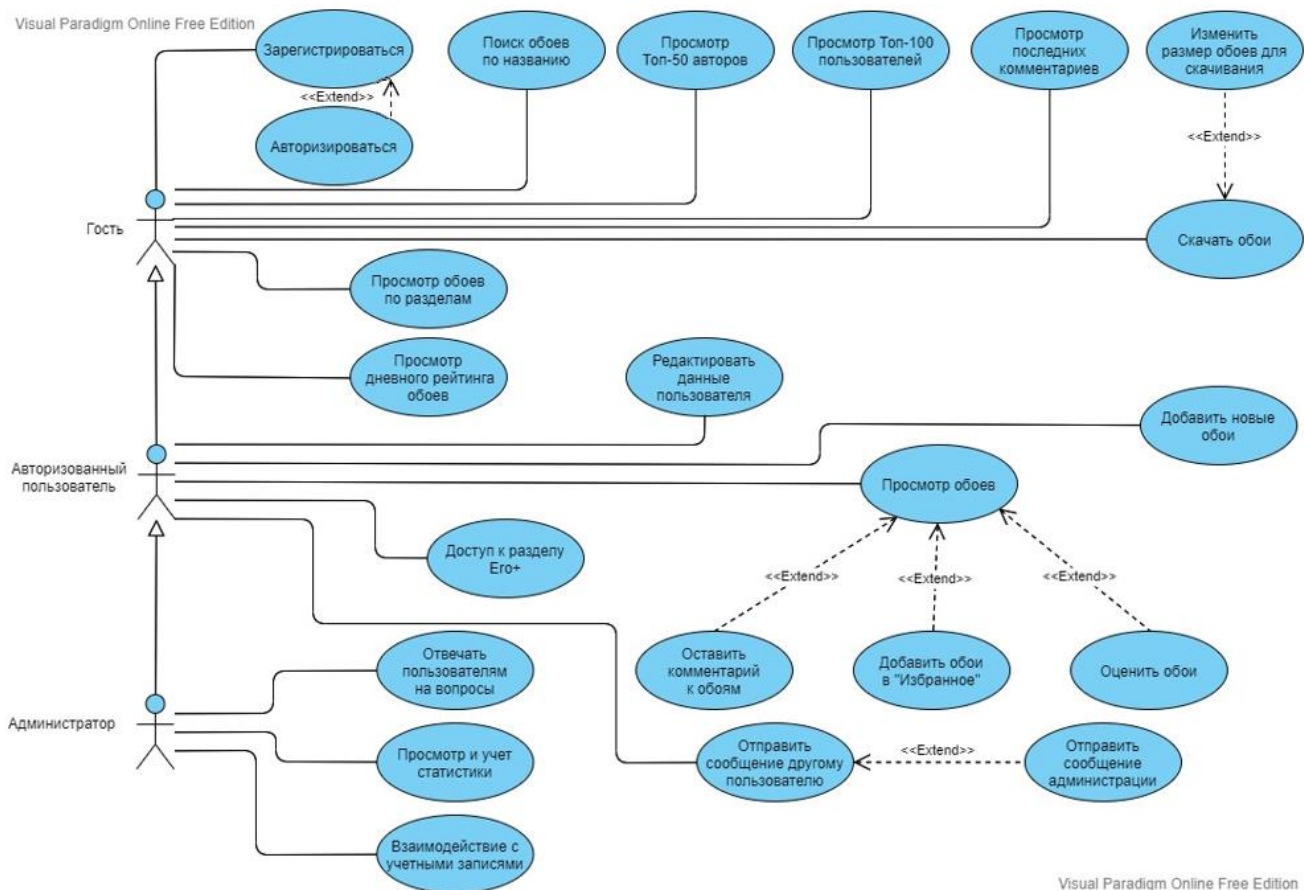 Visual Paradigm Online Free Edition
Зарегистрироваться
<<Extend>>
Авторизироваться
Поиск обоев
по названию
Просмотр
Топ-50 авторов
Просмотр Топ-100
пользователей
Просмотр
последних
комментариев
Изменить
размер обоев для
скачивания
<<Extend>>
Скачать обои
Гость
Просмотр обоев
по разделам
Просмотр
дневного рейтинга
обоев
Редактировать
данные
пользователя
Добавить новые
обои
Авторизованный
пользователь
Просмотр обоев
Доступ к разделу
Ero+
<<Extend>>
<<Extend>>
<<Extend>>
Оставить
комментарий
к обоям
Добавить обои
в "Избранное"
Оценить обои
Отвечать
пользователям
на вопросы
Администратор
Просмотр и учет
статистики
Отправить
сообщение другому
пользователю
<<Extend>>
Отправить
сообщение
администрации
Взаимодействие с
учетными записями
Visual Paradigm Online Free Edition